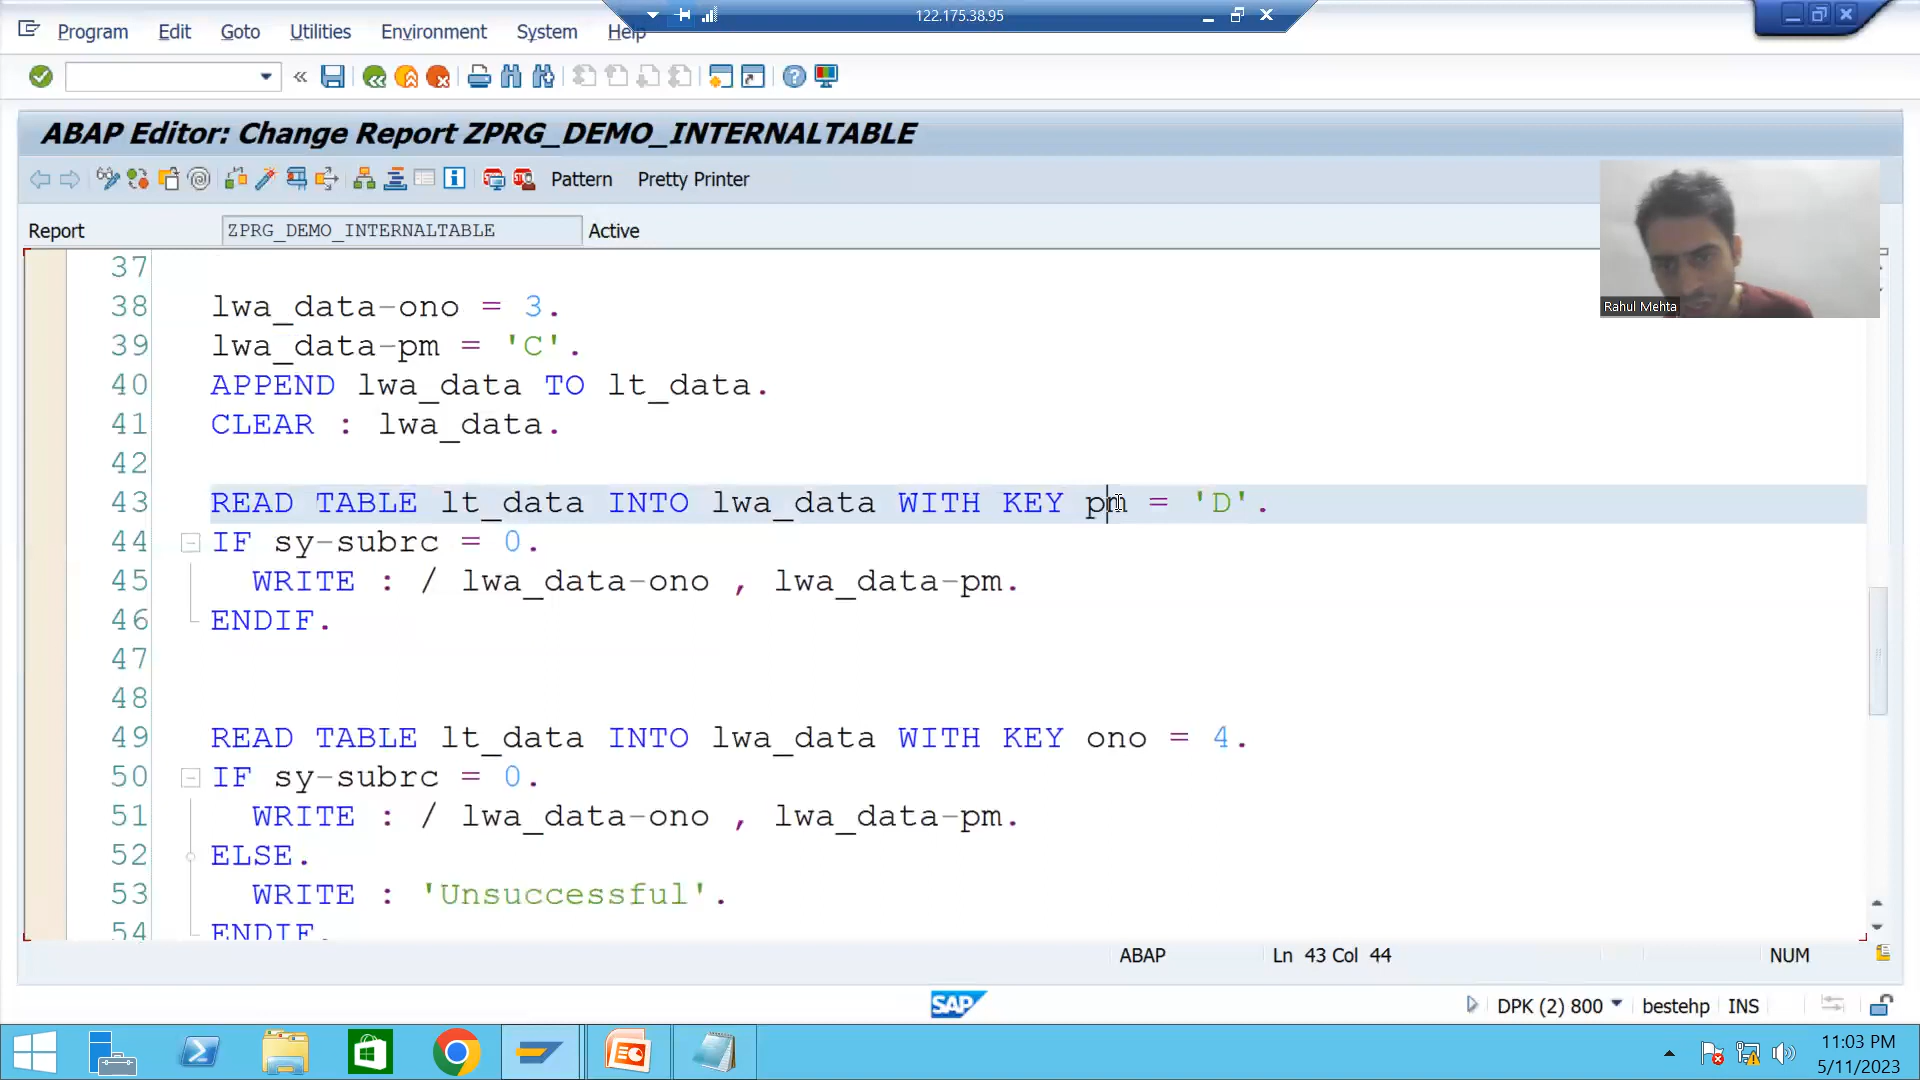 122.175.38.95
Program Edit Goto Utilities Environment System Help
ABAP Editor: Change Report ZPRG_DEMO_INTERNALTABLE
Pattern Pretty Printer
Report ZPRG_DEMO_INTERNALTABLE Active
Rahul Mehta
37
38 lwa_data-ono = 3.
39 lwa_data-pm = 'C'.
40 APPEND lwa_data TO lt_data.
41 CLEAR : lwa_data.
42
43 READ TABLE lt_data INTO lwa_data WITH KEY pm = 'D'.
44 IF sy-subrc = 0.
45 WRITE : / lwa_data-ono , lwa_data-pm.
46 ENDIF.
47
48
49 READ TABLE lt_data INTO lwa_data WITH KEY ono = 4.
50 IF sy-subrc = 0.
51 WRITE : / lwa_data-ono , lwa_data-pm.
52 ELSE.
53 WRITE : 'Unsuccessful'.
54 ENDIF.
ABAP Ln 43 Col 44 NUM
SAP DPK (2) 800 bestehp INS
11:03 PM
5/11/2023